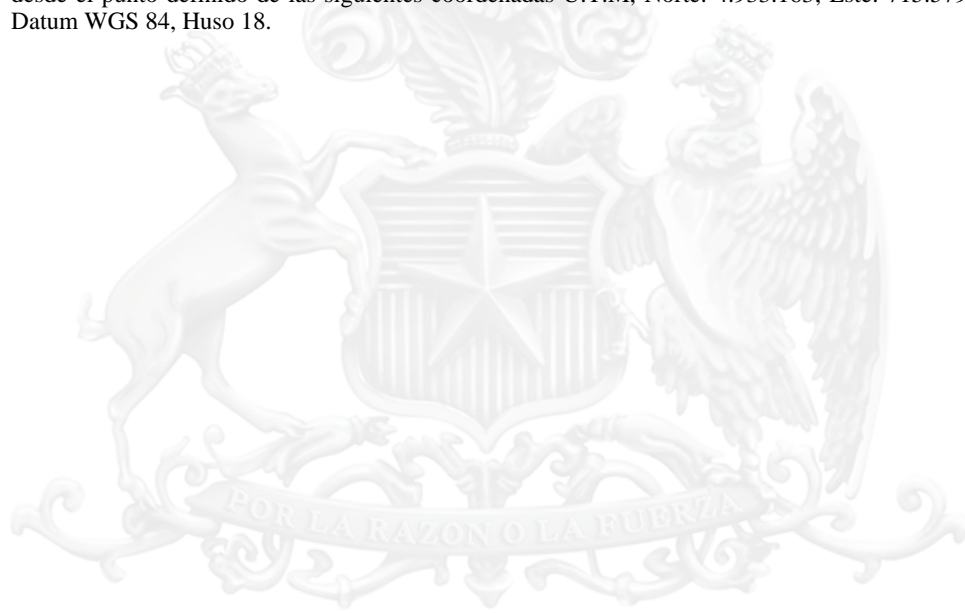 desde el punto definido de las siguientes coordenadas U.T.M, Norte:
Datum WGS 84, Huso 18.
POR LA RAZON O LA FUERZA